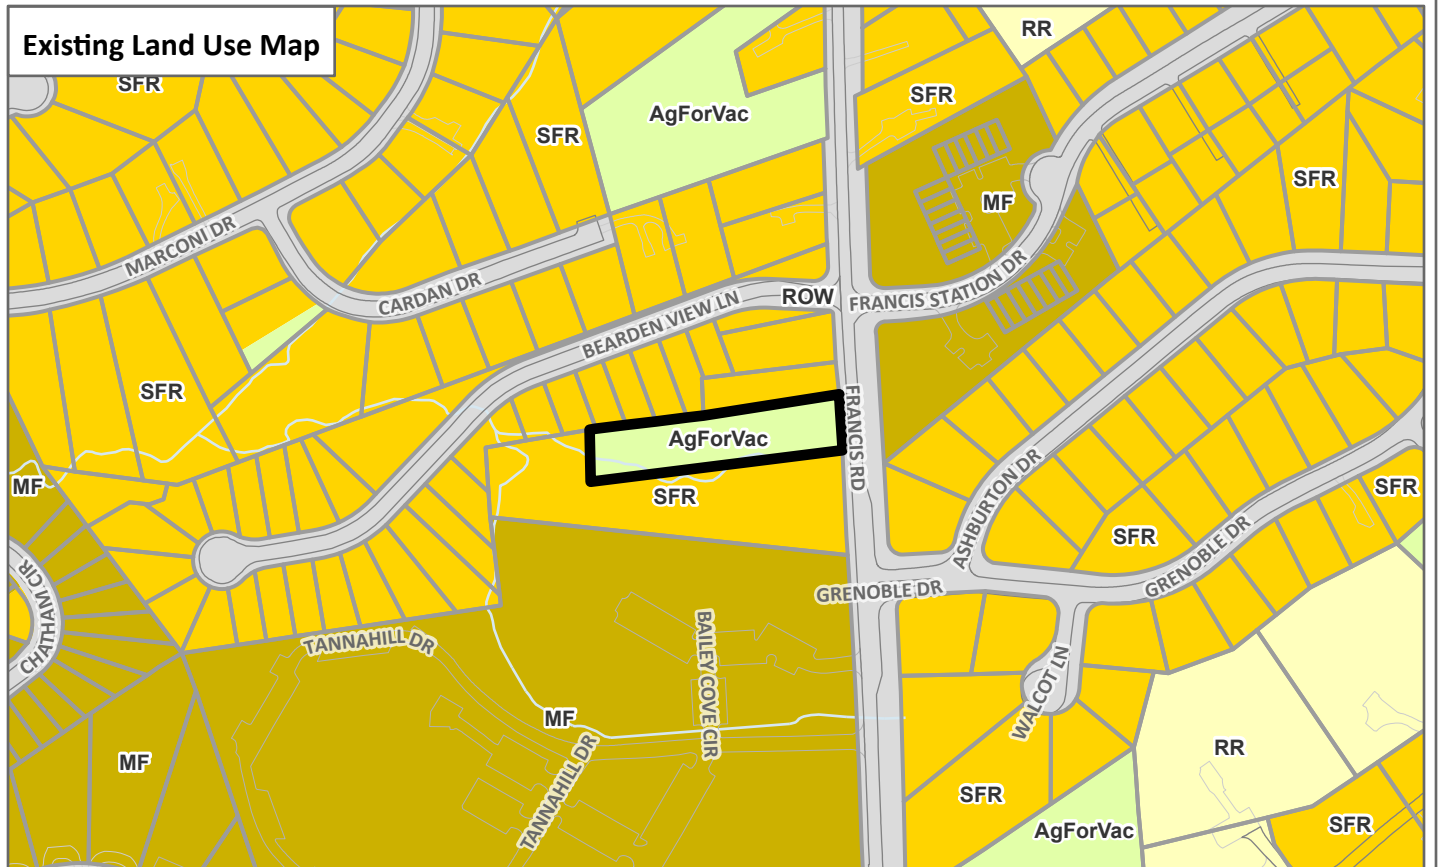 Existing Land Use Map
RR
SFR
SFR
AgForVac
SFR
SFR
MF
MARCONI DR
CARDAN DR
ROW
FRANCIS STATION DR
BEARDEN VIEW LN
SFR
FRANCIS RD
AgForVac
MF
SFR
SFR
ASHBURTON DR
SFR
GRENOBLE DR
CHATHAM CIR
GRENOBLE DR
TANNAHILL DR
BAILEY COVE CIR
WALCOT LN
MF
RR
MF
TANNAHILL DR
SFR
SFR
AgForVac